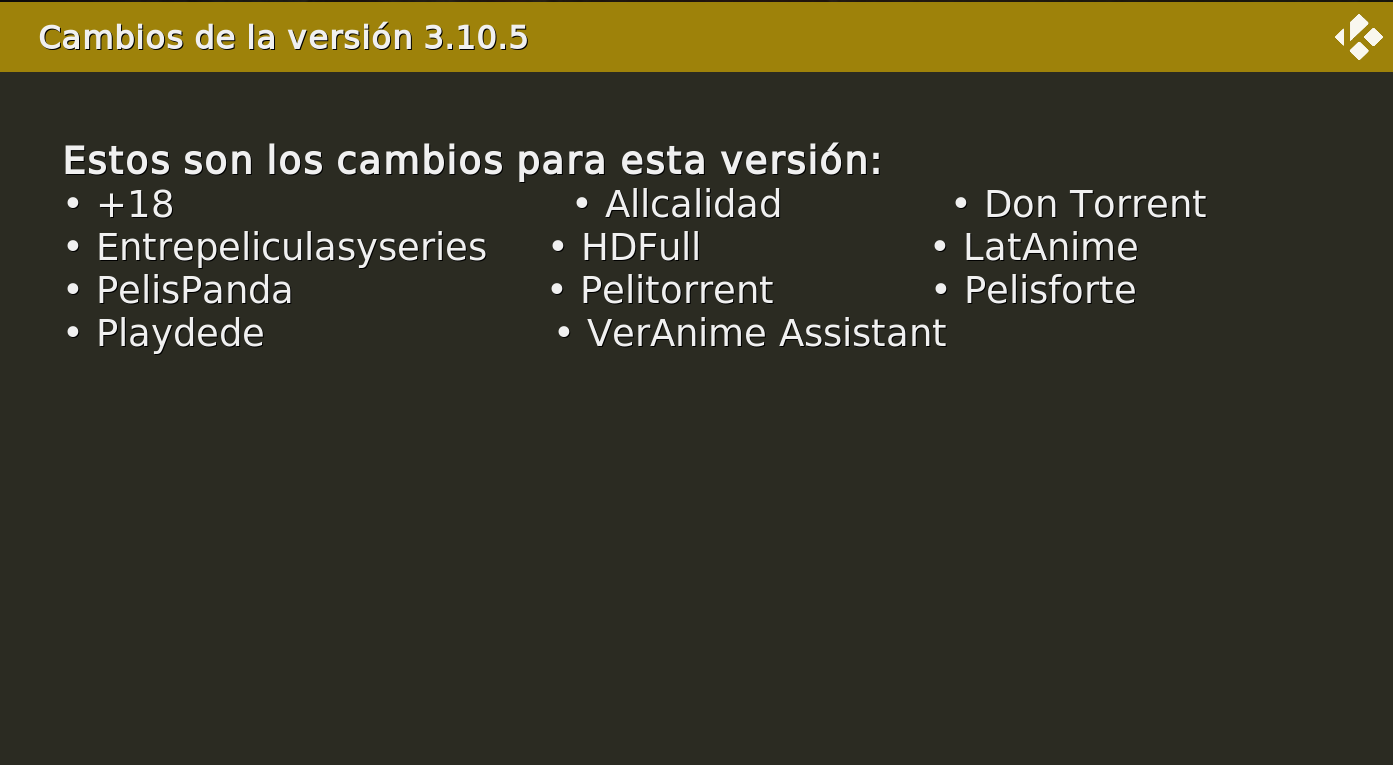 Cambios de la versión 3.10.5
Estos son los cambios para esta versión:
• +18 • Allcalidad • Don Torrent
• Entrepeliculasyseries • HDFull • LatAnime
• PelisPanda • Pelitorrent • Pelisforte
• Playdede • VerAnime Assistant